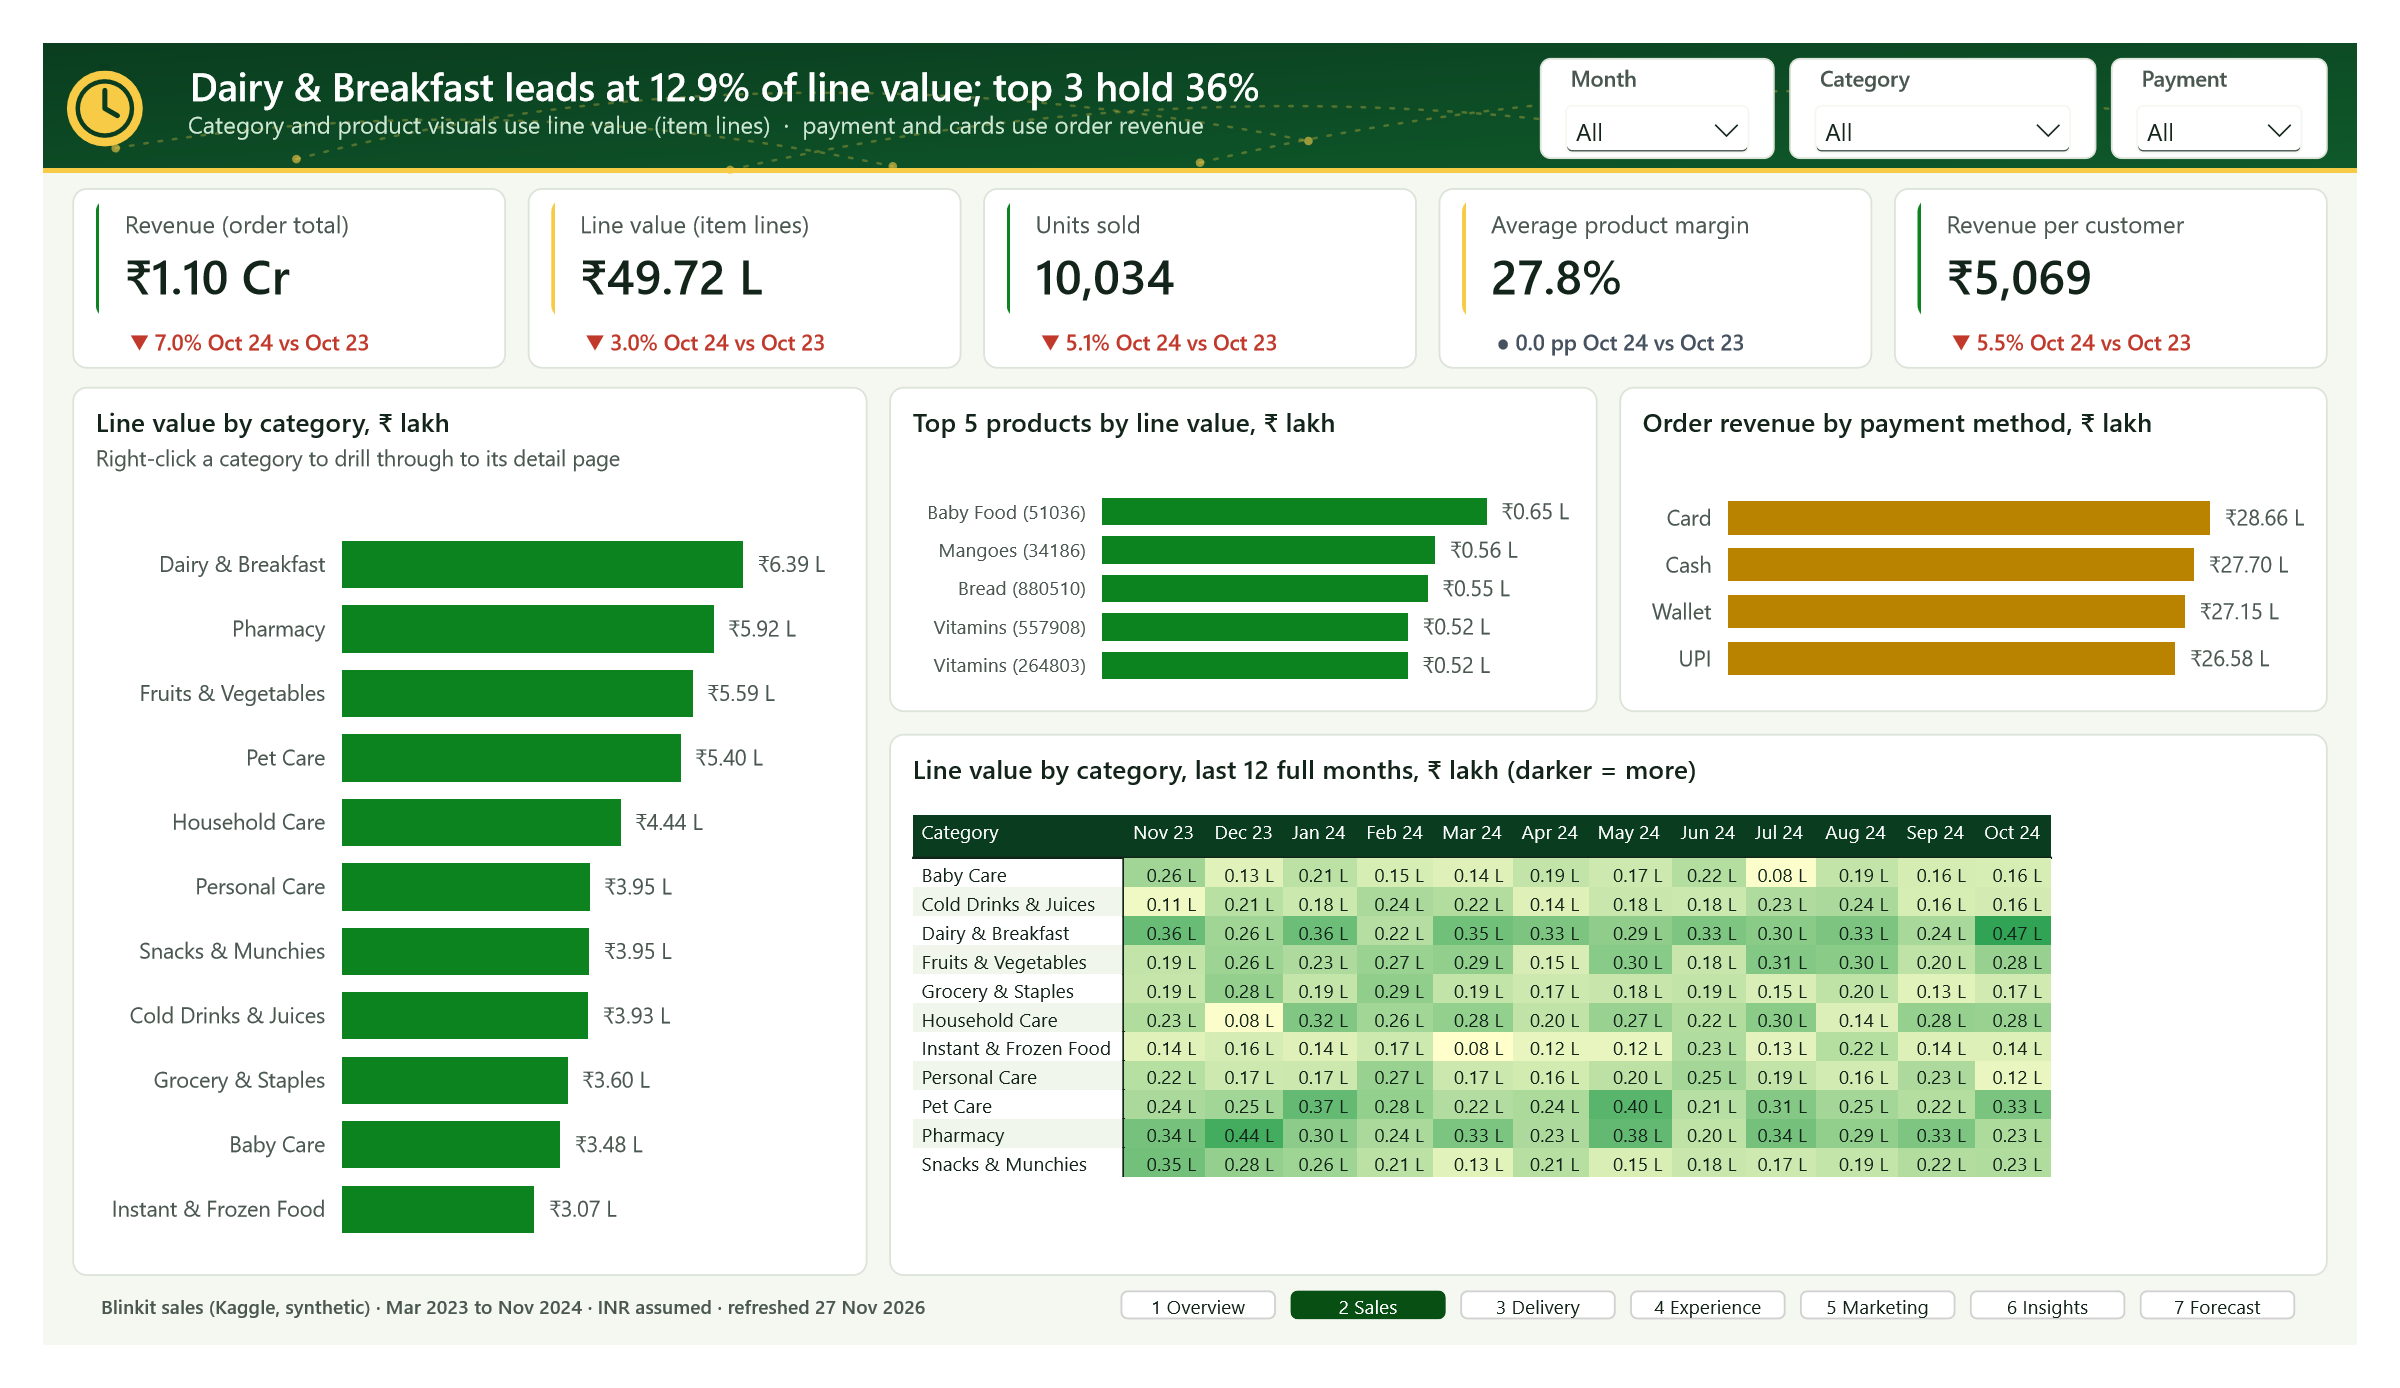 Dairy & Breakfast leads at 12.9% of line value; top 3 hold 36%
Category and product visuals use line value (item lines) · payment and cards use order revenue
Month
All
Category
All
Payment
All
Revenue (order total)
₹1.10 Cr
▼ 7.0% Oct 24 vs Oct 23
Line value (item lines)
₹49.72 L
▼ 3.0% Oct 24 vs Oct 23
Units sold
10,034
▼ 5.1% Oct 24 vs Oct 23
Average product margin
27.8%
● 0.0 pp Oct 24 vs Oct 23
Revenue per customer
₹5,069
▼ 5.5% Oct 24 vs Oct 23
Line value by category, ₹ lakh
Right-click a category to drill through to its detail page
Dairy & Breakfast ₹6.39 L
Pharmacy ₹5.92 L
Fruits & Vegetables ₹5.59 L
Pet Care ₹5.40 L
Household Care ₹4.44 L
Personal Care ₹3.95 L
Snacks & Munchies ₹3.95 L
Cold Drinks & Juices ₹3.93 L
Grocery & Staples ₹3.60 L
Baby Care ₹3.48 L
Instant & Frozen Food ₹3.07 L
Top 5 products by line value, ₹ lakh
Baby Food (51036) ₹0.65 L
Mangoes (34186) ₹0.56 L
Bread (880510) ₹0.55 L
Vitamins (557908) ₹0.52 L
Vitamins (264803) ₹0.52 L
Order revenue by payment method, ₹ lakh
Card ₹28.66 L
Cash ₹27.70 L
Wallet ₹27.15 L
UPI ₹26.58 L
Line value by category, last 12 full months, ₹ lakh (darker = more)
Category Nov 23 Dec 23 Jan 24 Feb 24 Mar 24 Apr 24 May 24 Jun 24 Jul 24 Aug 24 Sep 24 Oct 24
Baby Care 0.26 L 0.13 L 0.21 L 0.15 L 0.14 L 0.19 L 0.17 L 0.22 L 0.08 L 0.19 L 0.16 L 0.16 L
Cold Drinks & Juices 0.11 L 0.21 L 0.18 L 0.24 L 0.22 L 0.14 L 0.18 L 0.18 L 0.23 L 0.24 L 0.16 L 0.16 L
Dairy & Breakfast 0.36 L 0.26 L 0.36 L 0.22 L 0.35 L 0.33 L 0.29 L 0.33 L 0.30 L 0.33 L 0.24 L 0.47 L
Fruits & Vegetables 0.19 L 0.26 L 0.23 L 0.27 L 0.29 L 0.15 L 0.30 L 0.18 L 0.31 L 0.30 L 0.20 L 0.28 L
Grocery & Staples 0.19 L 0.28 L 0.19 L 0.29 L 0.19 L 0.17 L 0.18 L 0.19 L 0.15 L 0.20 L 0.13 L 0.17 L
Household Care 0.23 L 0.08 L 0.32 L 0.26 L 0.28 L 0.20 L 0.27 L 0.22 L 0.30 L 0.14 L 0.28 L 0.28 L
Instant & Frozen Food 0.14 L 0.16 L 0.14 L 0.17 L 0.08 L 0.12 L 0.12 L 0.23 L 0.13 L 0.22 L 0.14 L 0.14 L
Personal Care 0.22 L 0.17 L 0.17 L 0.27 L 0.17 L 0.16 L 0.20 L 0.25 L 0.19 L 0.16 L 0.23 L 0.12 L
Pet Care 0.24 L 0.25 L 0.37 L 0.28 L 0.22 L 0.24 L 0.40 L 0.21 L 0.31 L 0.25 L 0.22 L 0.33 L
Pharmacy 0.34 L 0.44 L 0.30 L 0.24 L 0.33 L 0.23 L 0.38 L 0.20 L 0.34 L 0.29 L 0.33 L 0.23 L
Snacks & Munchies 0.35 L 0.28 L 0.26 L 0.21 L 0.13 L 0.21 L 0.15 L 0.18 L 0.17 L 0.19 L 0.22 L 0.23 L
Blinkit sales (Kaggle, synthetic) · Mar 2023 to Nov 2024 · INR assumed · refreshed 27 Nov 2026
1 Overview
2 Sales
3 Delivery
4 Experience
5 Marketing
6 Insights
7 Forecast